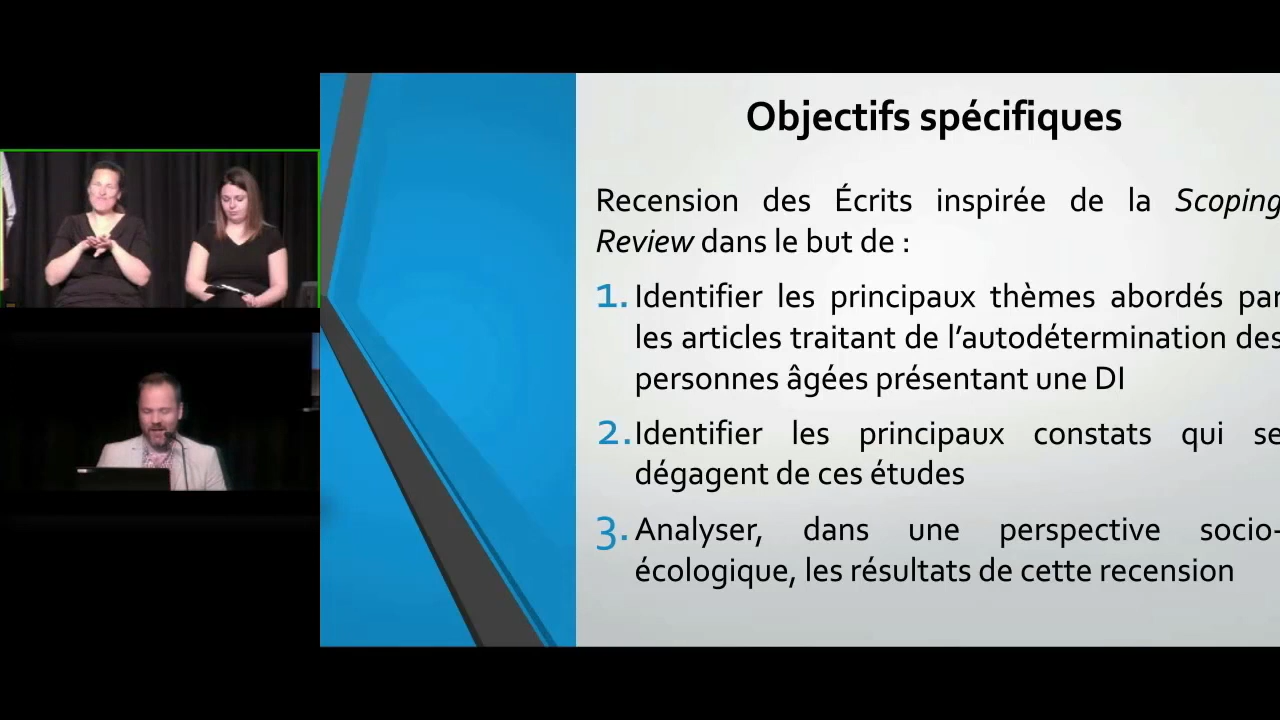 Objectifs spécifiques
Recension des Écrits inspirée de la Scoping
Review dans le but de :
1. Identifier les principaux thèmes abordés par
les articles traitant de l’autodétermination des
personnes âgées présentant une DI
2. Identifier les principaux constats qui se
dégagent de ces études
3. Analyser, dans une perspective socio-
écologique, les résultats de cette recension